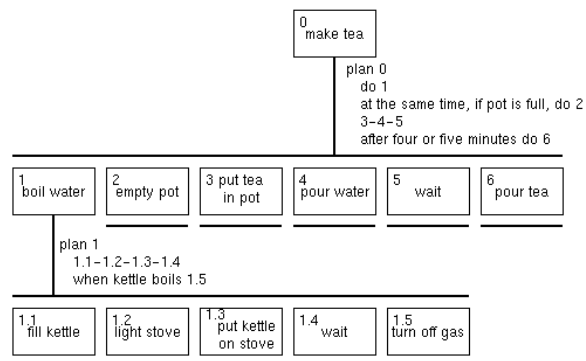 0
make tea
plan 0
do 1
at the same time, if pot is full, do 2
3-4-5
after four or five minutes do 6
1
boil water
2
empty pot
3 put tea
in pot
4
pour water
5
wait
6
pour tea
plan 1
1.1-1.2-1.3-1.4
when kettle boils 1.5
1.1
fill kettle
1.2
light stove
1.3
put kettle
on stove
1.4
wait
1.5
turn off gas